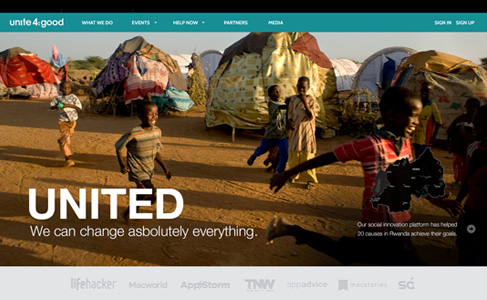 unite4:good
WHAT WE DO EVENTS HELP NOW PARTNERS MEDIA SIGN IN SIGN UP
UNITED
We can change asbolutely everything.
Our social innovation platform has helped
20 causes in Rwanda achieve their goals.
lifehacker Macworld AppStorm TNW appadvice macstories